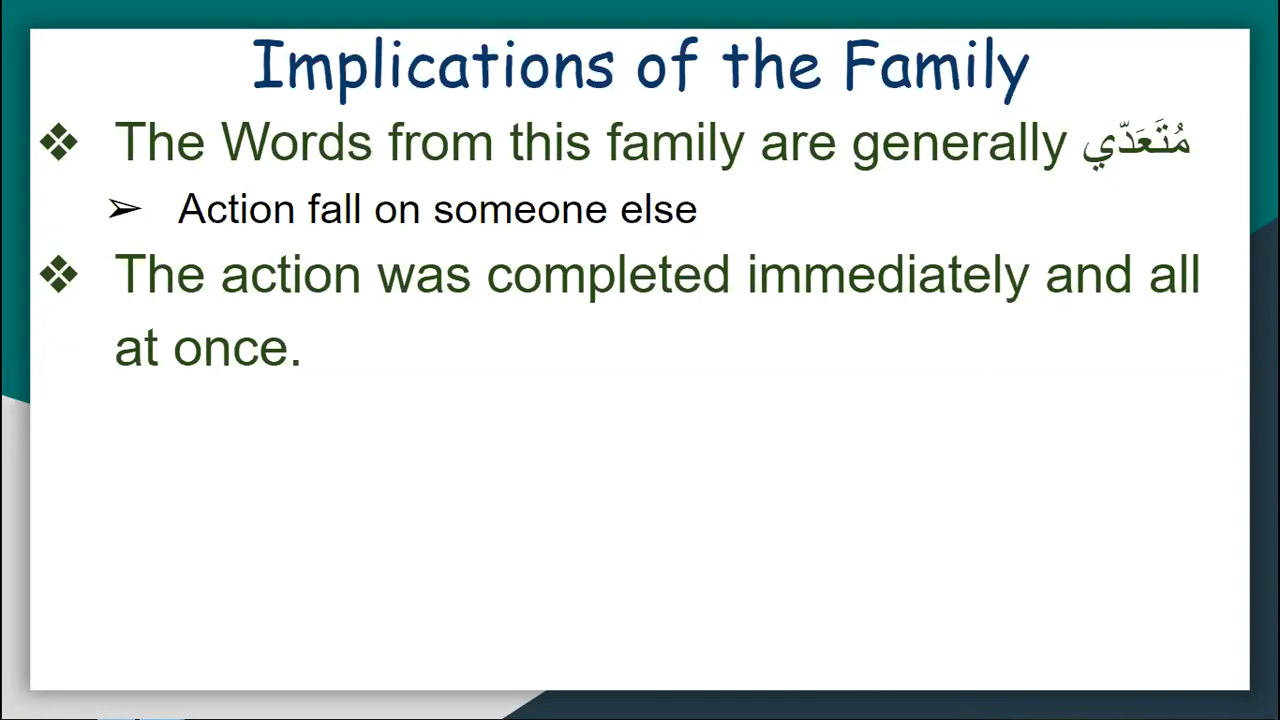 Implications of the Family
❖ The Words from this family are generally مُتَعَدّي
➢ Action fall on someone else
❖ The action was completed immediately and all
at once.